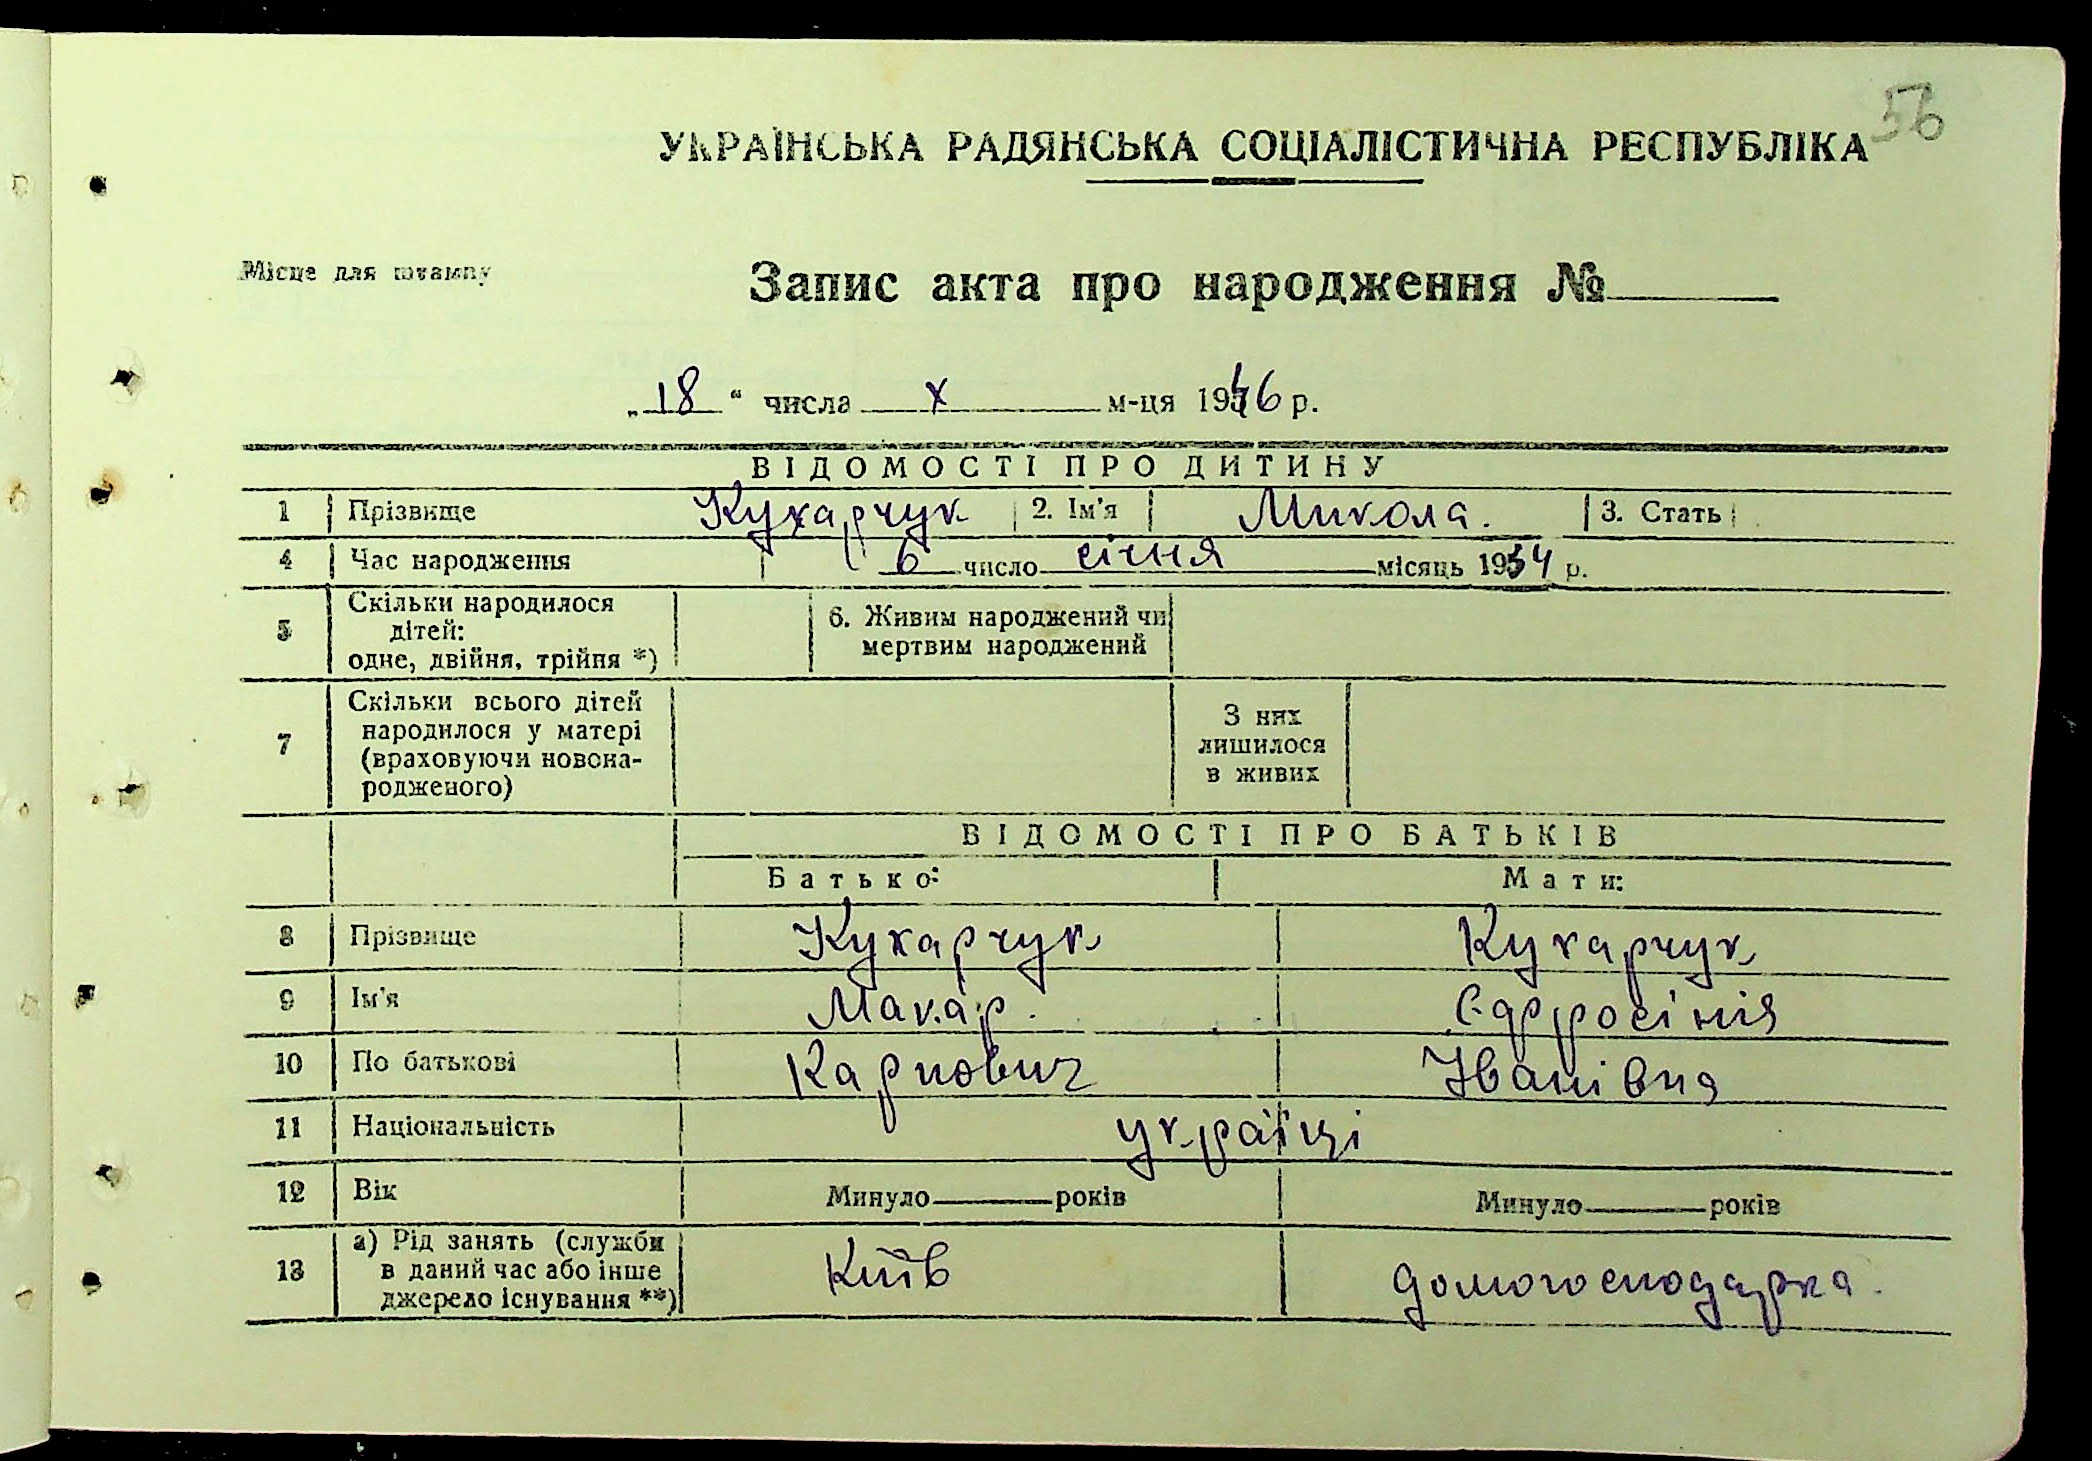 56
УКРАЇНСЬКА РАДЯНСЬКА СОЦІАЛІСТИЧНА РЕСПУБЛІКА
Місце для штампу
Запис акта про народження №
„18“ числа X м-ця 1946 р.
ВІДОМОСТІ ПРО ДИТИНУ
1 Прізвище Кухарчук 2. Ім'я Микола. 3. Стать
4 Час народження 6 число січня місяць 1934 р.
5 Скільки народилося дітей: одне, двійня, трійня *) 6. Живим народжений чи мертвим народжений
7 Скільки всього дітей народилося у матері (враховуючи новонародженого) З них лишилося в живих
ВІДОМОСТІ ПРО БАТЬКІВ
Батько: Мати:
8 Прізвище Кухарчук Кухарчук
9 Ім'я Макар. Єфросінія
10 По батькові Карпович Іванівна
11 Національність українці
12 Вік Минуло років Минуло років
13 а) Рід занять (служби в даний час або інше джерело існування **) Київ домогосподарка.